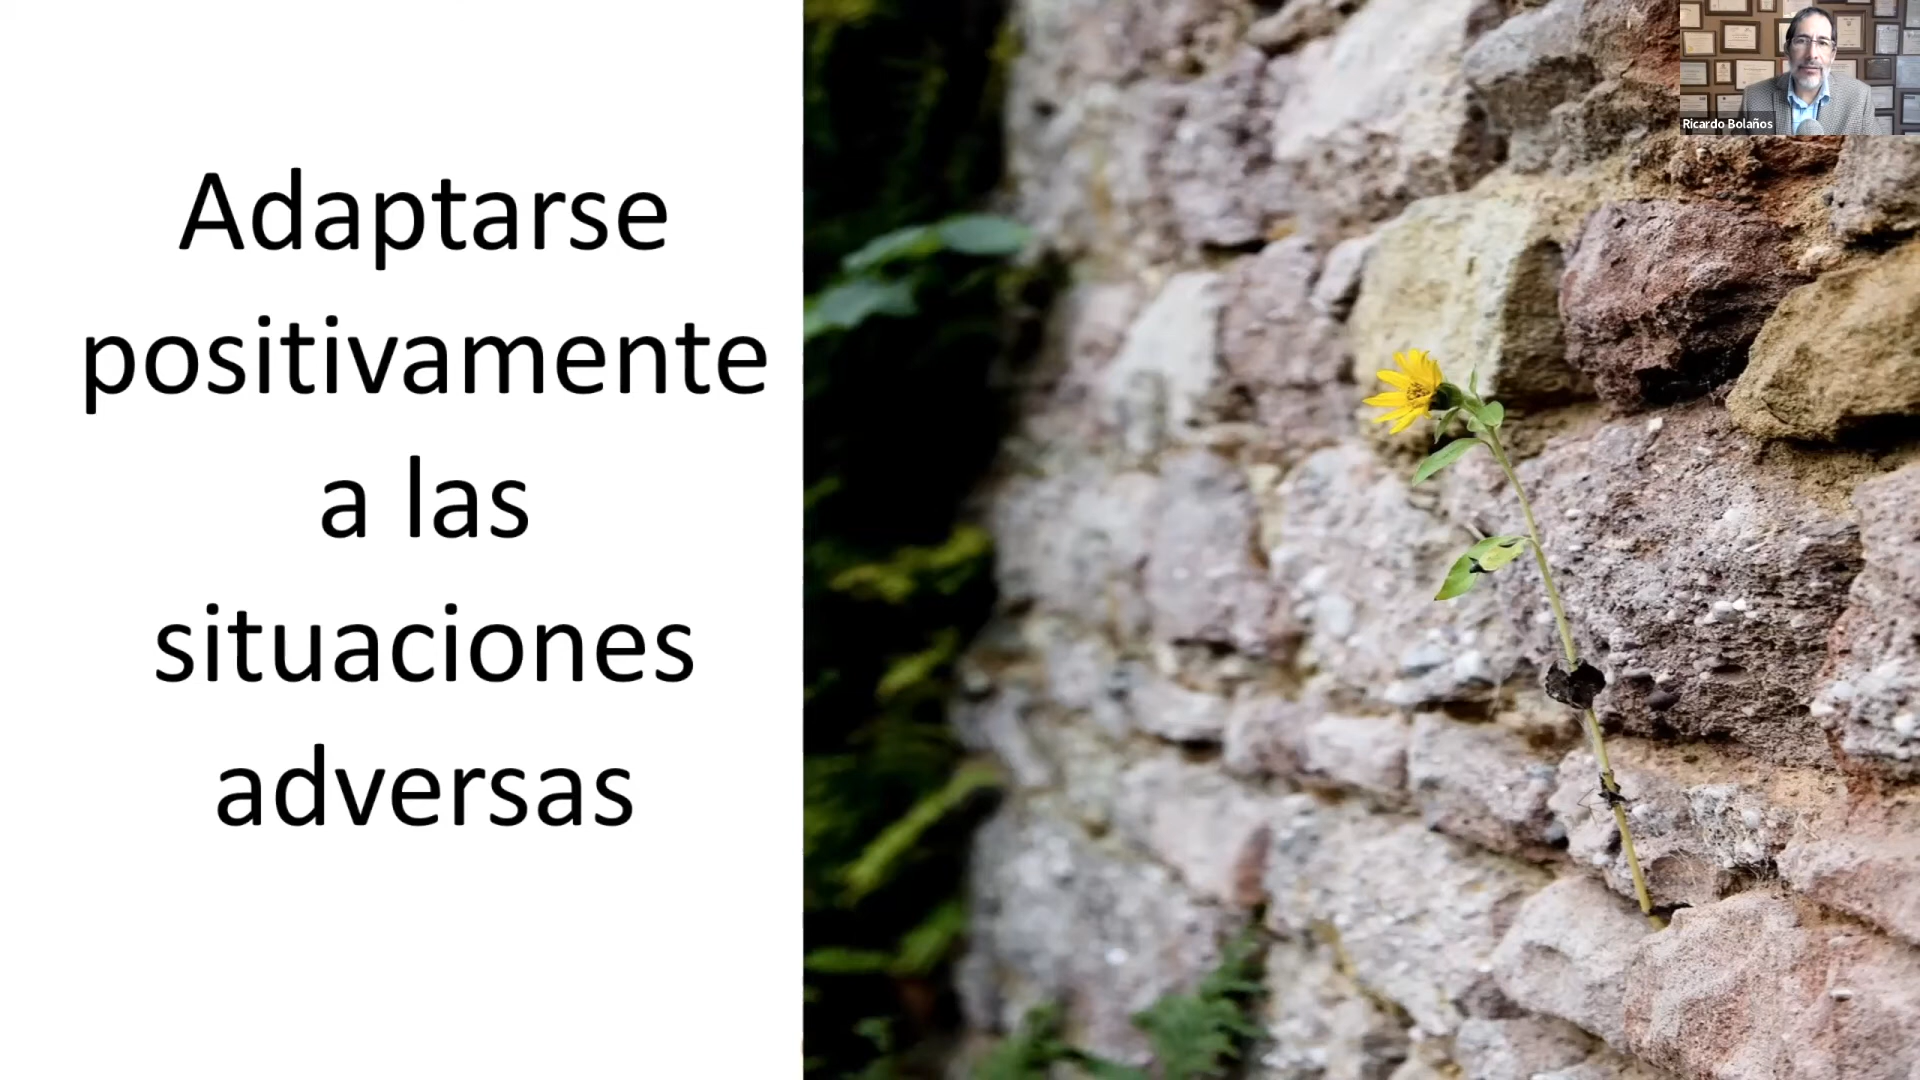 Adaptarse
positivamente
a las
situaciones
adversas
Ricardo Bolaños